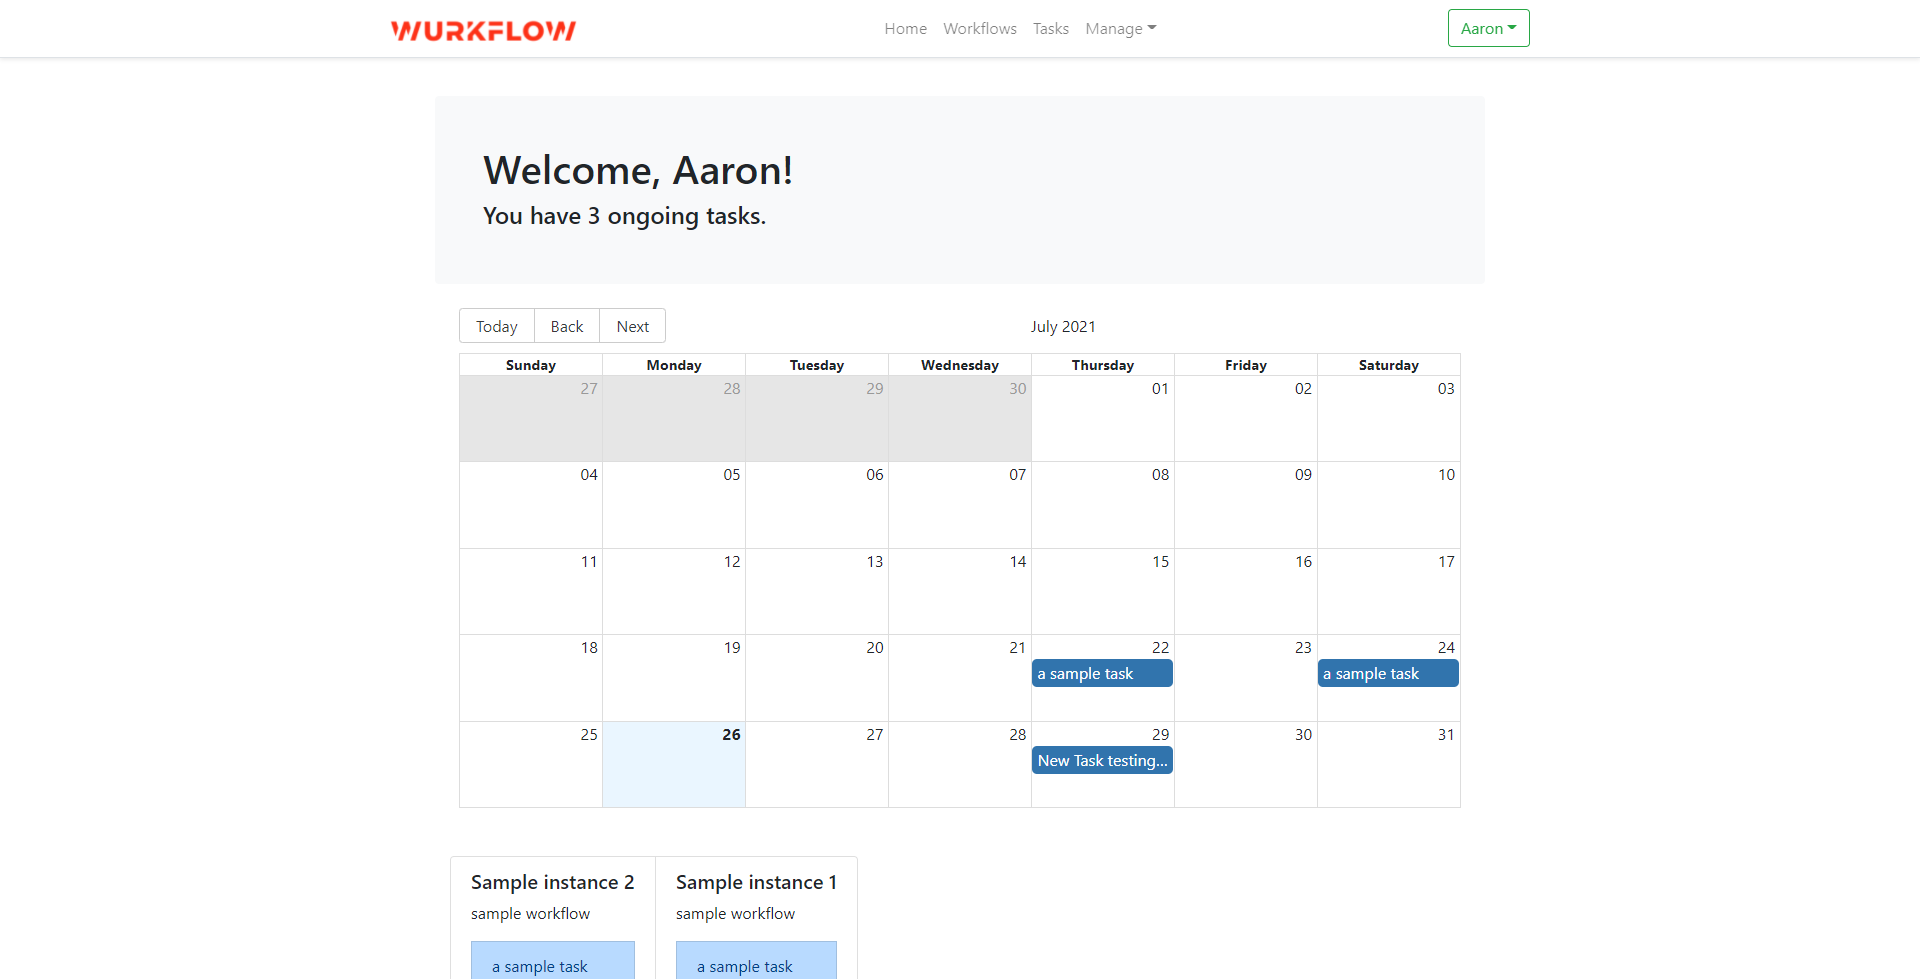 WURKFLOW Home Workflows Tasks Manage Aaron
Welcome, Aaron!
You have 3 ongoing tasks.
Today Back Next July 2021
Sunday Monday Tuesday Wednesday Thursday Friday Saturday
27 28 29 30 01 02 03
04 05 06 07 08 09 10
11 12 13 14 15 16 17
18 19 20 21 22 23 24
a sample task a sample task
25 26 27 28 29 30 31
New Task testing...
Sample instance 2 Sample instance 1
sample workflow sample workflow
a sample task a sample task